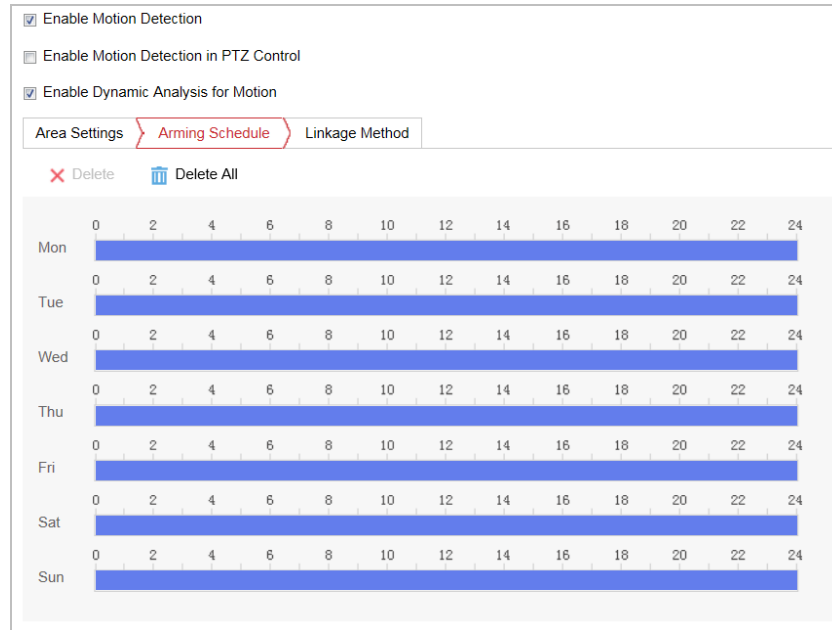 Enable Motion Detection
Enable Motion Detection in PTZ Control
Enable Dynamic Analysis for Motion
Area Settings Arming Schedule Linkage Method
Delete Delete All
0 2 4 6 8 10 12 14 16 18 20 22 24
Mon
0 2 4 6 8 10 12 14 16 18 20 22 24
Tue
0 2 4 6 8 10 12 14 16 18 20 22 24
Wed
0 2 4 6 8 10 12 14 16 18 20 22 24
Thu
0 2 4 6 8 10 12 14 16 18 20 22 24
Fri
0 2 4 6 8 10 12 14 16 18 20 22 24
Sat
0 2 4 6 8 10 12 14 16 18 20 22 24
Sun